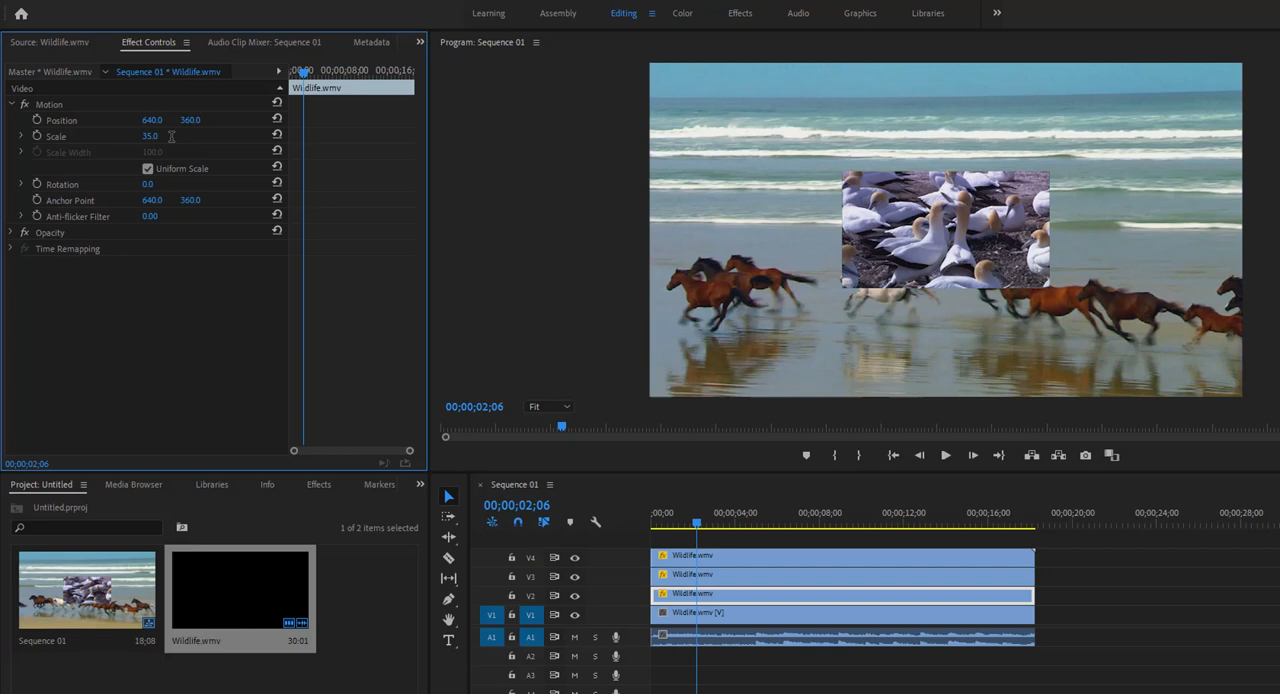 Learning Assembly Editing Color Effects Audio Graphics Libraries
Source: Wildlife.wmv Effect Controls Audio Clip Mixer: Sequence 01 Metadata
Program: Sequence 01
Master * Wildlife.wmv Sequence 01 * Wildlife.wmv
;00;00 00;00;08;00 00;00;16;
Video
Wildlife.wmv
fx Motion
Position 640.0 360.0
Scale 35.0
Scale Width 100.0
Uniform Scale
Rotation 0.0
Anchor Point 640.0 360.0
Anti-flicker Filter 0.00
fx Opacity
fx Time Remapping
00;00;02;06
00;00;02;06 Fit
Project: Untitled Media Browser Libraries Info Effects Markers
Untitled.prproj
1 of 2 items selected
Sequence 01 18;08
Wildlife.wmv 30:01
× Sequence 01
00;00;02;06
;00;00 00;00;04;00 00;00;08;00 00;00;12;00 00;00;16;00 00;00;20;00 00;00;24;00 00;00;28;00
V4 fx Wildlife.wmv
V3 fx Wildlife.wmv
V2 fx Wildlife.wmv
V1 V1 fx Wildlife.wmv [V]
A1 A1 M S fx
A2 M S
A3 M S
T